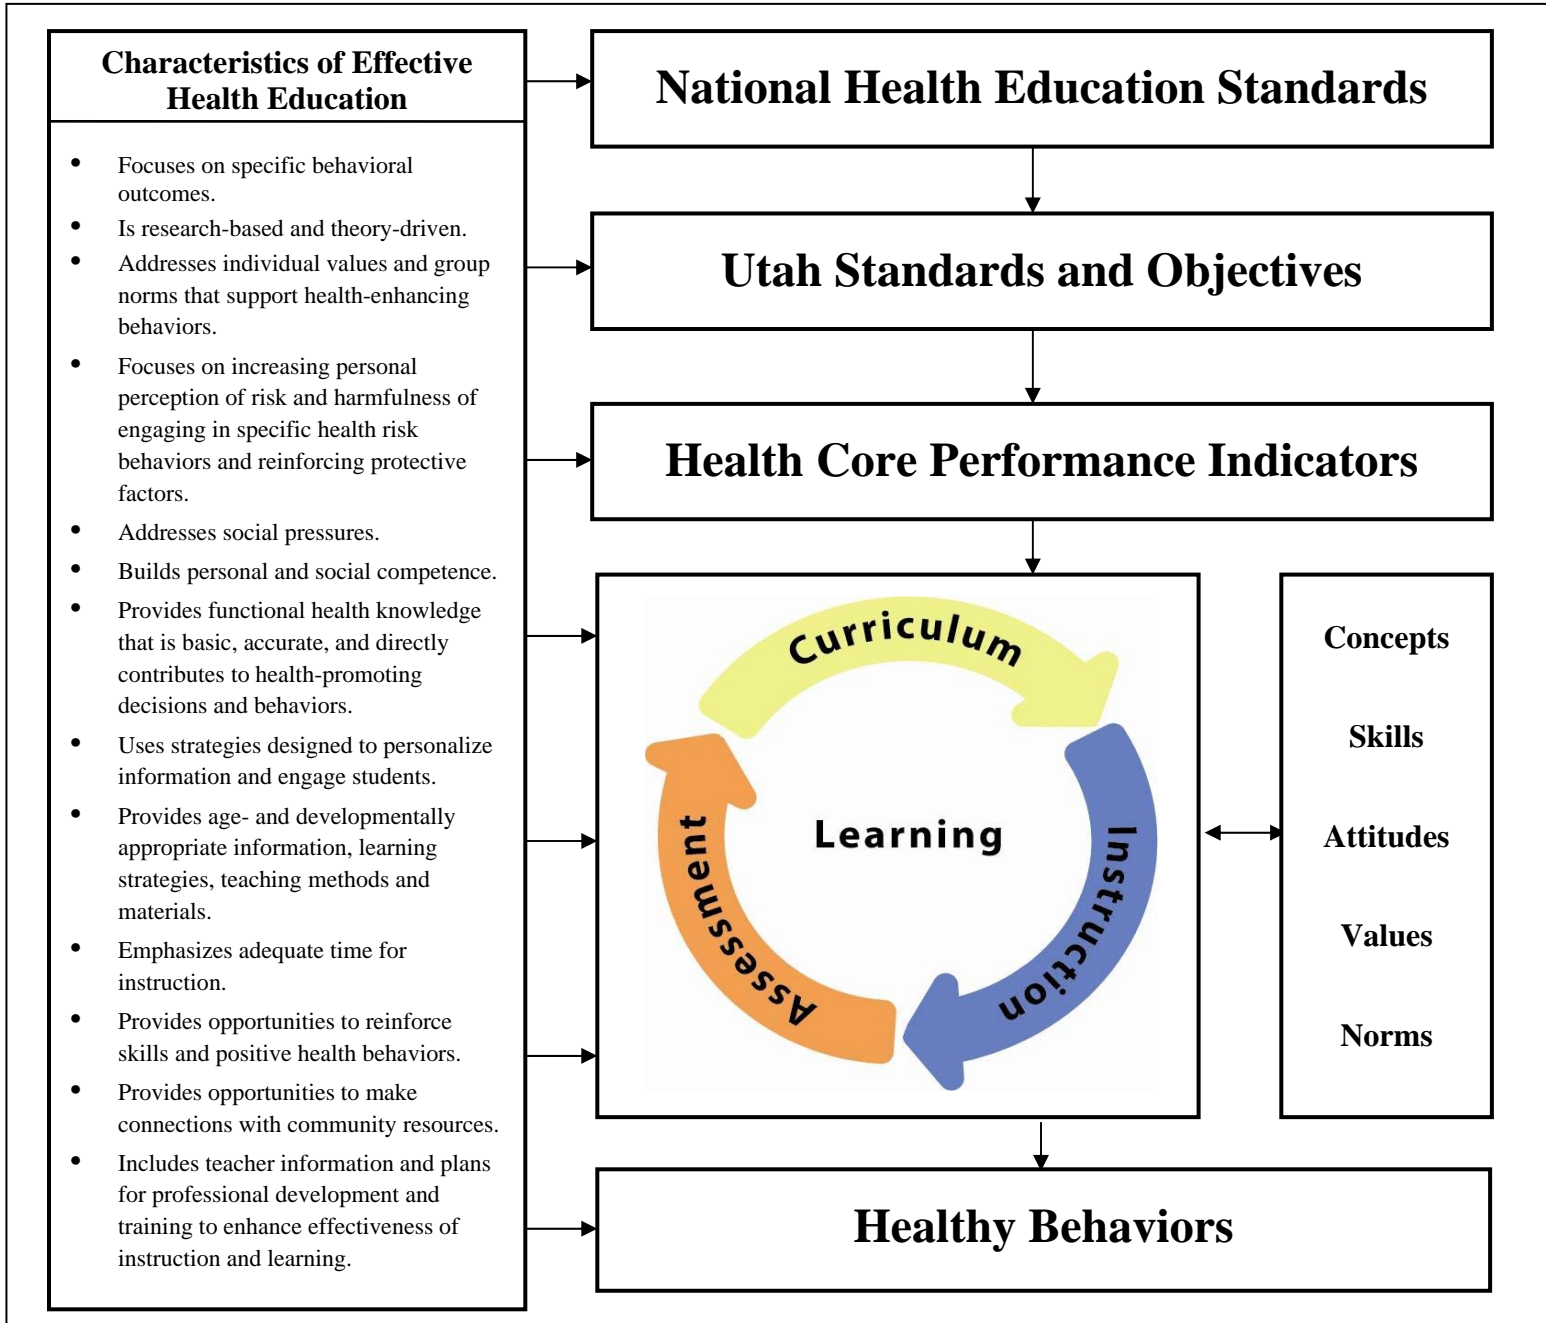 Characteristics of Effective
Health Education
• Focuses on specific behavioral
outcomes.
• Is research-based and theory-driven.
• Addresses individual values and group
norms that support health-enhancing
behaviors.
• Focuses on increasing personal
perception of risk and harmfulness of
engaging in specific health risk
behaviors and reinforcing protective
factors.
• Addresses social pressures.
• Builds personal and social competence.
• Provides functional health knowledge
that is basic, accurate, and directly
contributes to health-promoting
decisions and behaviors.
• Uses strategies designed to personalize
information and engage students.
• Provides age- and developmentally
appropriate information, learning
strategies, teaching methods and
materials.
• Emphasizes adequate time for
instruction.
• Provides opportunities to reinforce
skills and positive health behaviors.
• Provides opportunities to make
connections with community resources.
• Includes teacher information and plans
for professional development and
training to enhance effectiveness of
instruction and learning.
National Health Education Standards
Utah Standards and Objectives
Health Core Performance Indicators
Curriculum
Instruction
Assessment
Learning
Concepts
Skills
Attitudes
Values
Norms
Healthy Behaviors